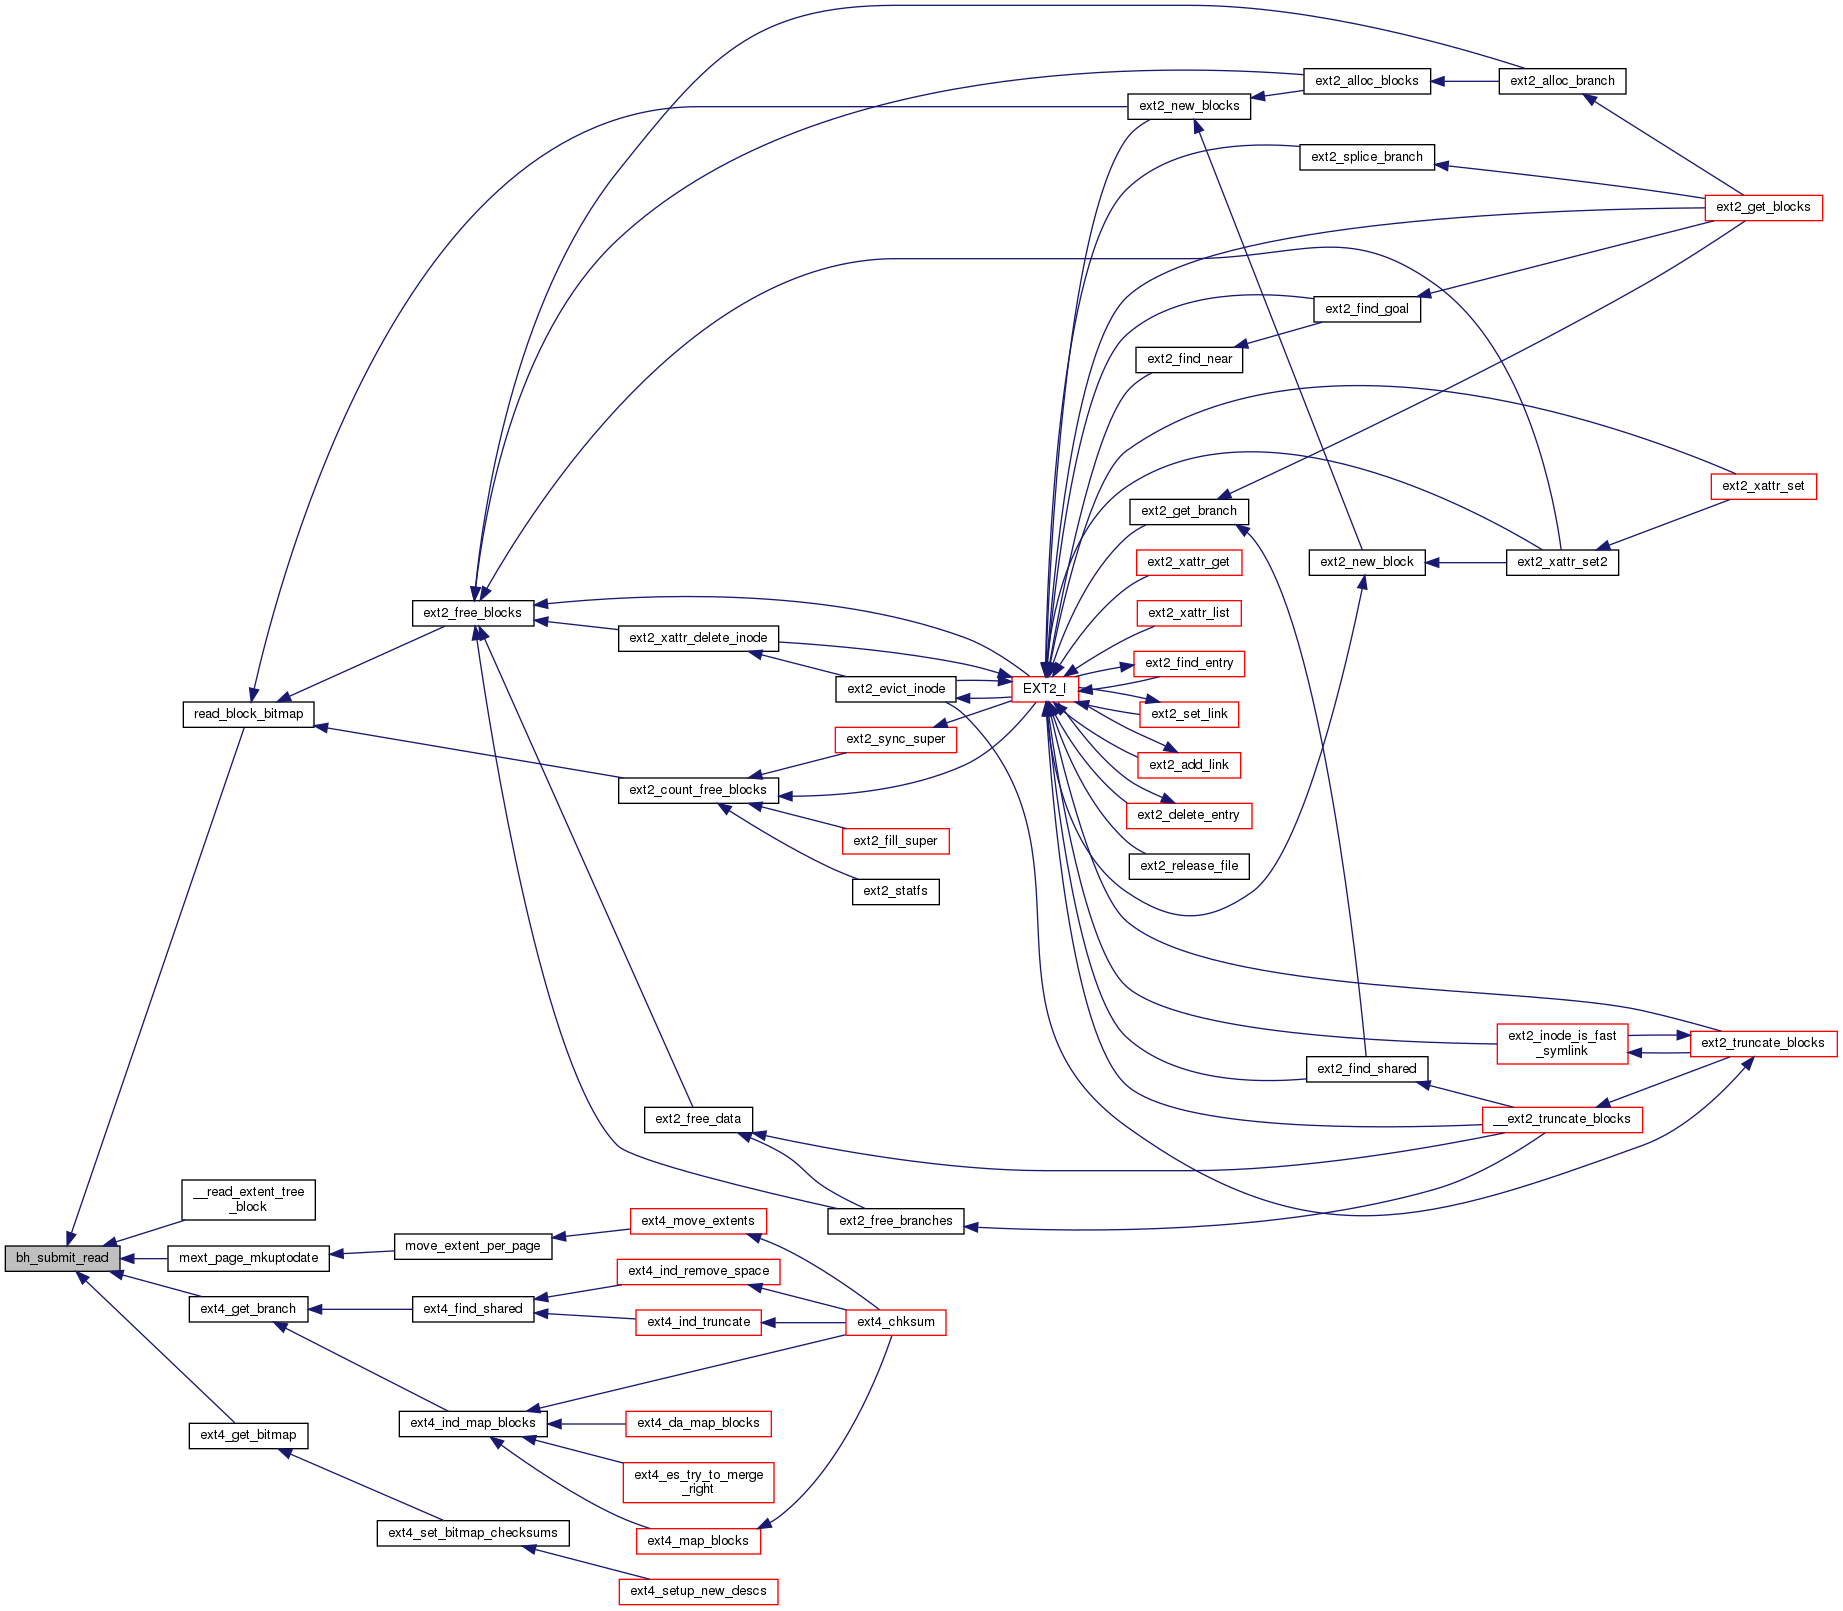 ext2_alloc_blocks
ext2_alloc_branch
ext2_new_blocks
ext2_splice_branch
ext2_get_blocks
ext2_find_goal
ext2_find_near
ext2_xattr_set
ext2_get_branch
ext2_xattr_get
ext2_new_block
ext2_xattr_set2
ext2_free_blocks
ext2_xattr_list
ext2_xattr_delete_inode
ext2_find_entry
ext2_evict_inode
EXT2_I
read_block_bitmap
ext2_set_link
ext2_sync_super
ext2_add_link
ext2_count_free_blocks
ext2_delete_entry
ext2_fill_super
ext2_release_file
ext2_statfs
ext2_inode_is_fast
_symlink
ext2_truncate_blocks
ext2_find_shared
ext2_free_data
__ext2_truncate_blocks
__read_extent_tree
_block
ext4_move_extents
ext2_free_branches
move_extent_per_page
bh_submit_read
mext_page_mkuptodate
ext4_ind_remove_space
ext4_get_branch
ext4_find_shared
ext4_ind_truncate
ext4_chksum
ext4_ind_map_blocks
ext4_da_map_blocks
ext4_get_bitmap
ext4_es_try_to_merge
_right
ext4_set_bitmap_checksums
ext4_map_blocks
ext4_setup_new_descs